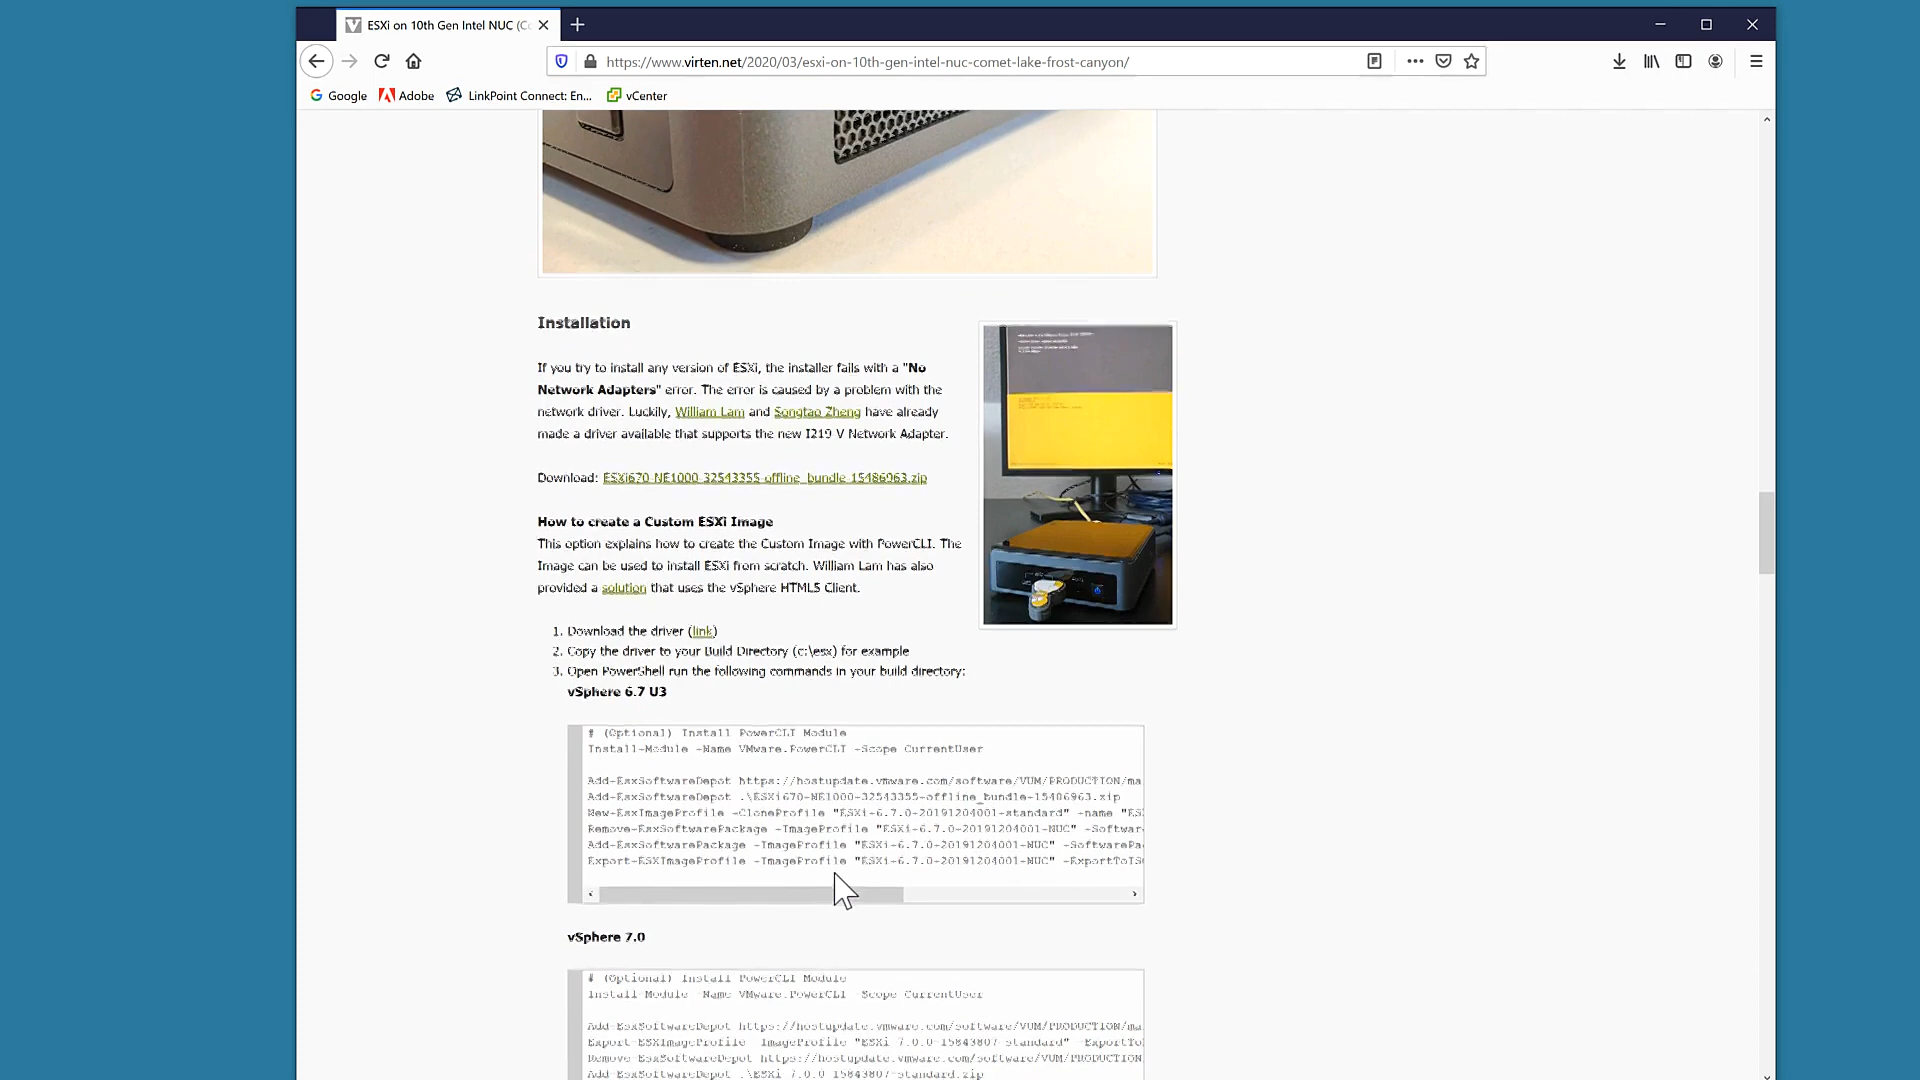 ESXi on 10th Gen Intel NUC (Co
https://www.virten.net/2020/03/esxi-on-10th-gen-intel-nuc-comet-lake-frost-canyon/
Google
Adobe
LinkPoint Connect: En...
vCenter
Installation
If you try to install any version of ESXi, the installer fails with a "No
Network Adapters" error. The error is caused by a problem with the
network driver. Luckily, William Lam and Songtao Zheng have already
made a driver available that supports the new I219-V Network Adapter.
Download: ESXi670-NE1000-32543355-offline_bundle-15486963.zip
How to create a Custom ESXi Image
This option explains how to create the Custom Image with PowerCLI. The
Image can be used to install ESXi from scratch. William Lam has also
provided a solution that uses the vSphere HTML5 Client.
1. Download the driver (link)
2. Copy the driver to your Build Directory (c:\esx) for example
3. Open PowerShell run the following commands in your build directory:
vSphere 6.7 U3
# (Optional) Install PowerCLI Module
Install-Module -Name VMware.PowerCLI -Scope CurrentUser
Add-EsxSoftwareDepot https://hostupdate.vmware.com/software/VUM/PRODUCTION/ma
Add-EsxSoftwareDepot .\ESXi670-NE1000-32543355-offline_bundle-15486963.zip
New-EsxImageProfile -CloneProfile "ESXi-6.7.0-20191204001-standard" -name "ES
Remove-EsxSoftwarePackage -ImageProfile "ESXi-6.7.0-20191204001-NUC" -Softwar
Add-EsxSoftwarePackage -ImageProfile "ESXi-6.7.0-20191204001-NUC" -SoftwarePa
Export-ESXImageProfile -ImageProfile "ESXi-6.7.0-20191204001-NUC" -ExportToIS
vSphere 7.0
# (Optional) Install PowerCLI Module
Install-Module -Name VMware.PowerCLI -Scope CurrentUser
Add-EsxSoftwareDepot https://hostupdate.vmware.com/software/VUM/PRODUCTION/ma
Export-ESXImageProfile -ImageProfile "ESXi-7.0.0-15843807-standard" -ExportTo
Remove-EsxSoftwareDepot https://hostupdate.vmware.com/software/VUM/PRODUCTION
Add-EsxSoftwareDepot .\ESXi-7.0.0-15843807-standard.zip